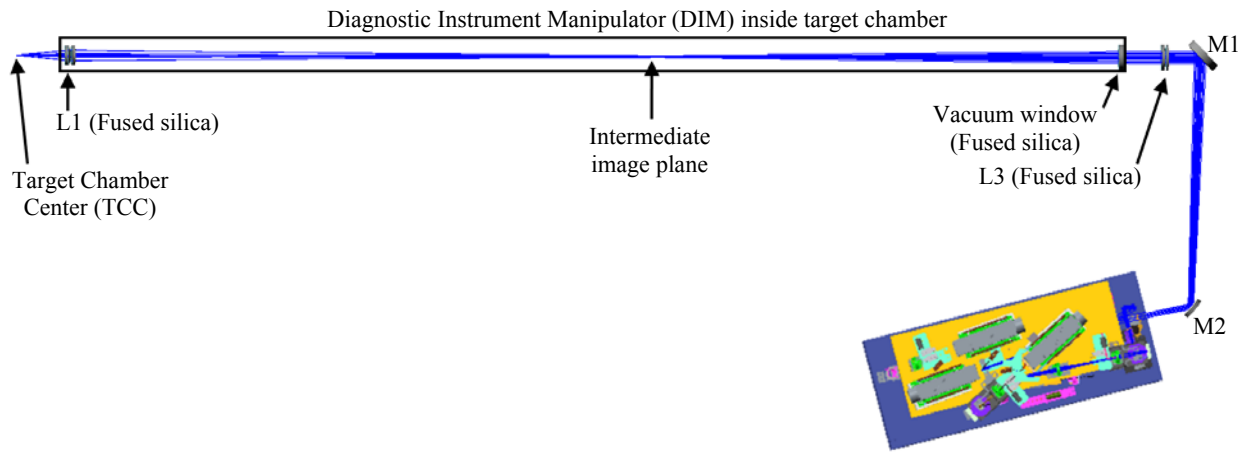 Diagnostic Instrument Manipulator (DIM) inside target chamber
M1
L1 (Fused silica)
Target Chamber
Center (TCC)
Intermediate
image plane
Vacuum window
(Fused silica)
L3 (Fused silica)
M2